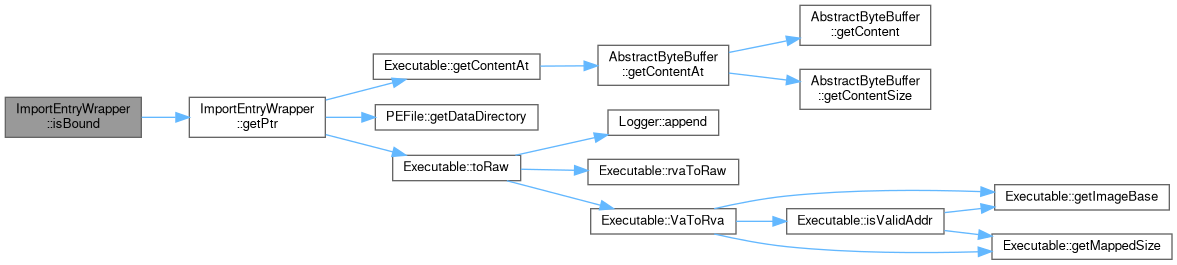 ImportEntryWrapper
::isBound
ImportEntryWrapper
::getPtr
Executable::getContentAt
PEFile::getDataDirectory
Executable::toRaw
AbstractByteBuffer
::getContentAt
Logger::append
Executable::rvaToRaw
Executable::VaToRva
AbstractByteBuffer
::getContent
AbstractByteBuffer
::getContentSize
Executable::isValidAddr
Executable::getImageBase
Executable::getMappedSize